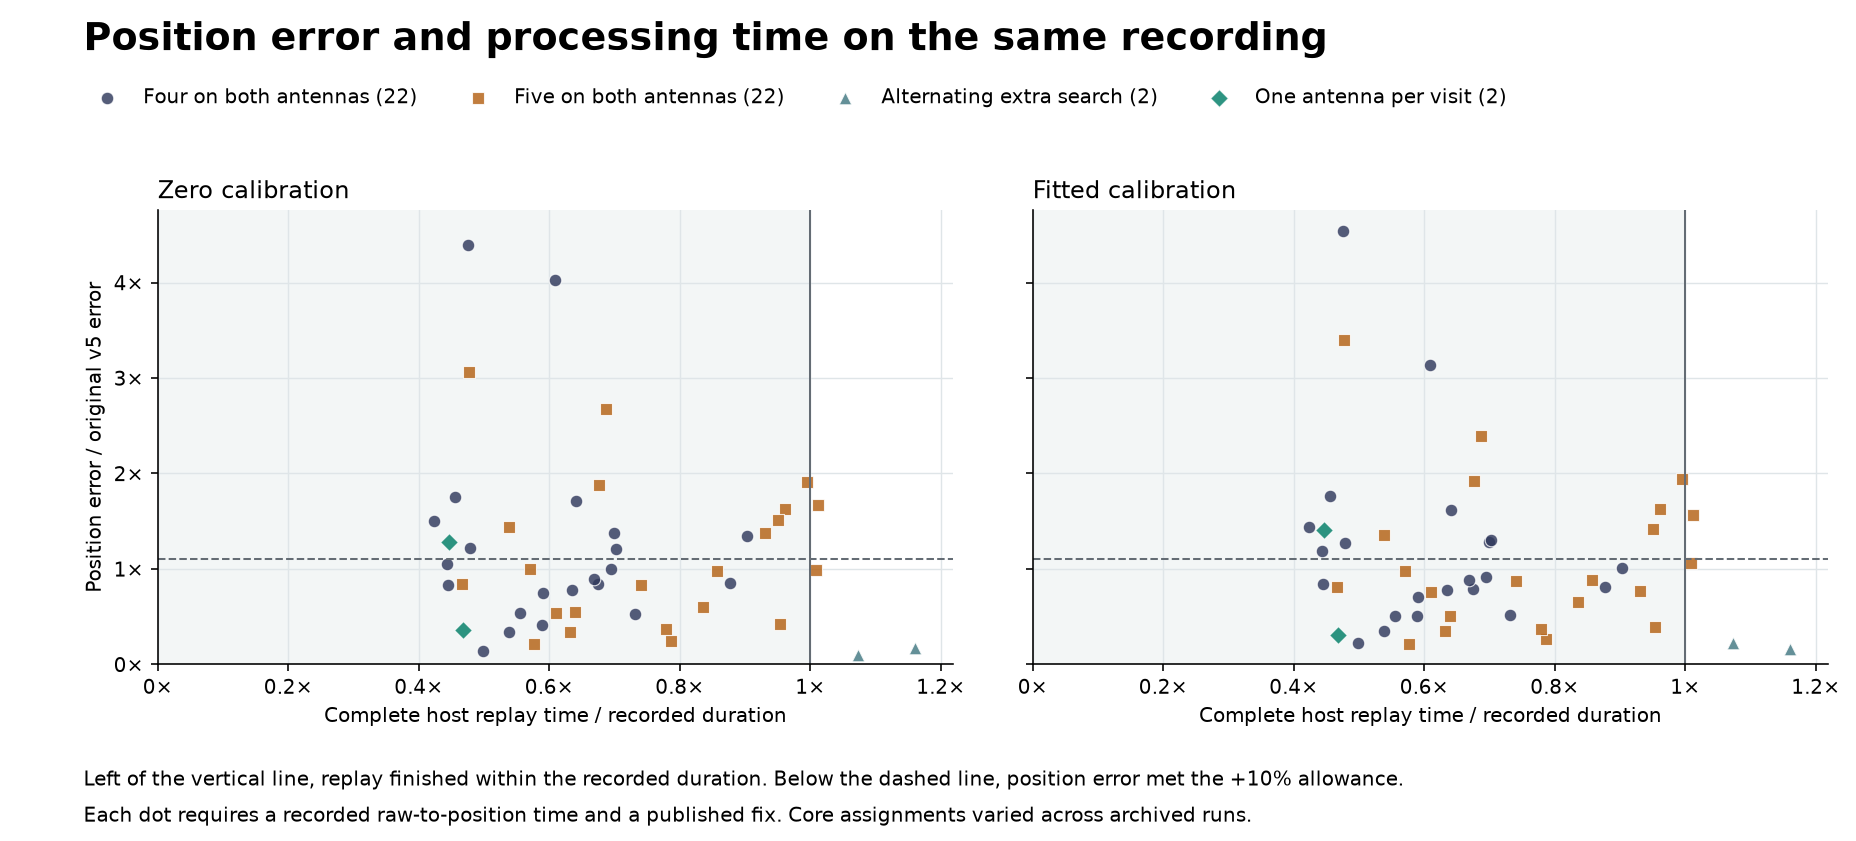 Position error and processing time on the same recording
Four on both antennas (22)
Five on both antennas (22)
Alternating extra search (2)
One antenna per visit (2)
Zero calibration
Position error / original v5 error
4×
3×
2×
1×
0×
0×
0.2×
0.4×
0.6×
0.8×
1×
1.2×
Complete host replay time / recorded duration
Fitted calibration
0×
0.2×
0.4×
0.6×
0.8×
1×
1.2×
Complete host replay time / recorded duration
Left of the vertical line, replay finished within the recorded duration. Below the dashed line, position error met the +10% allowance.
Each dot requires a recorded raw-to-position time and a published fix. Core assignments varied across archived runs.